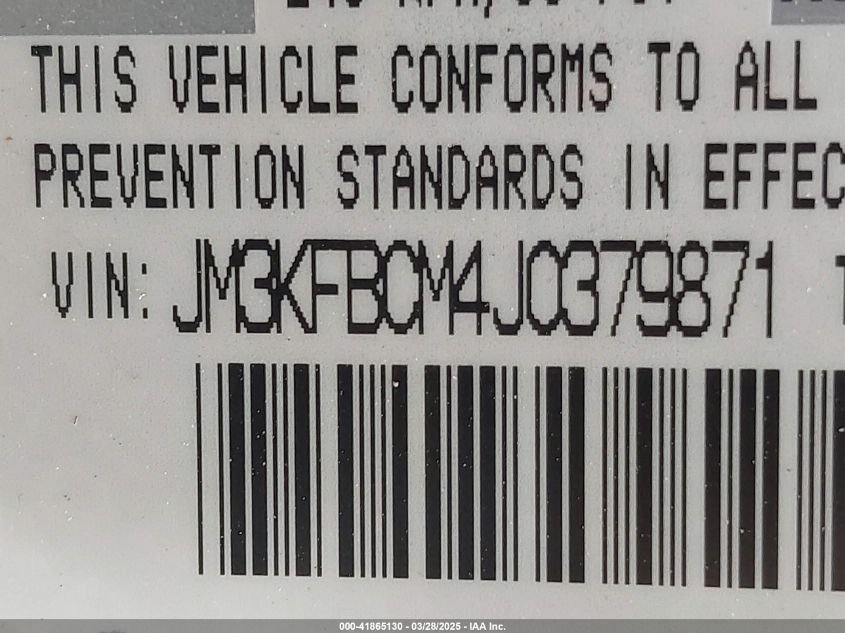 THIS VEHICLE CONFORMS TO ALL
PREVENTION STANDARDS IN EFFEC
VIN: JM3KFBCM4J0379871
000-41865130 - 03/28/2025 - IAA Inc.